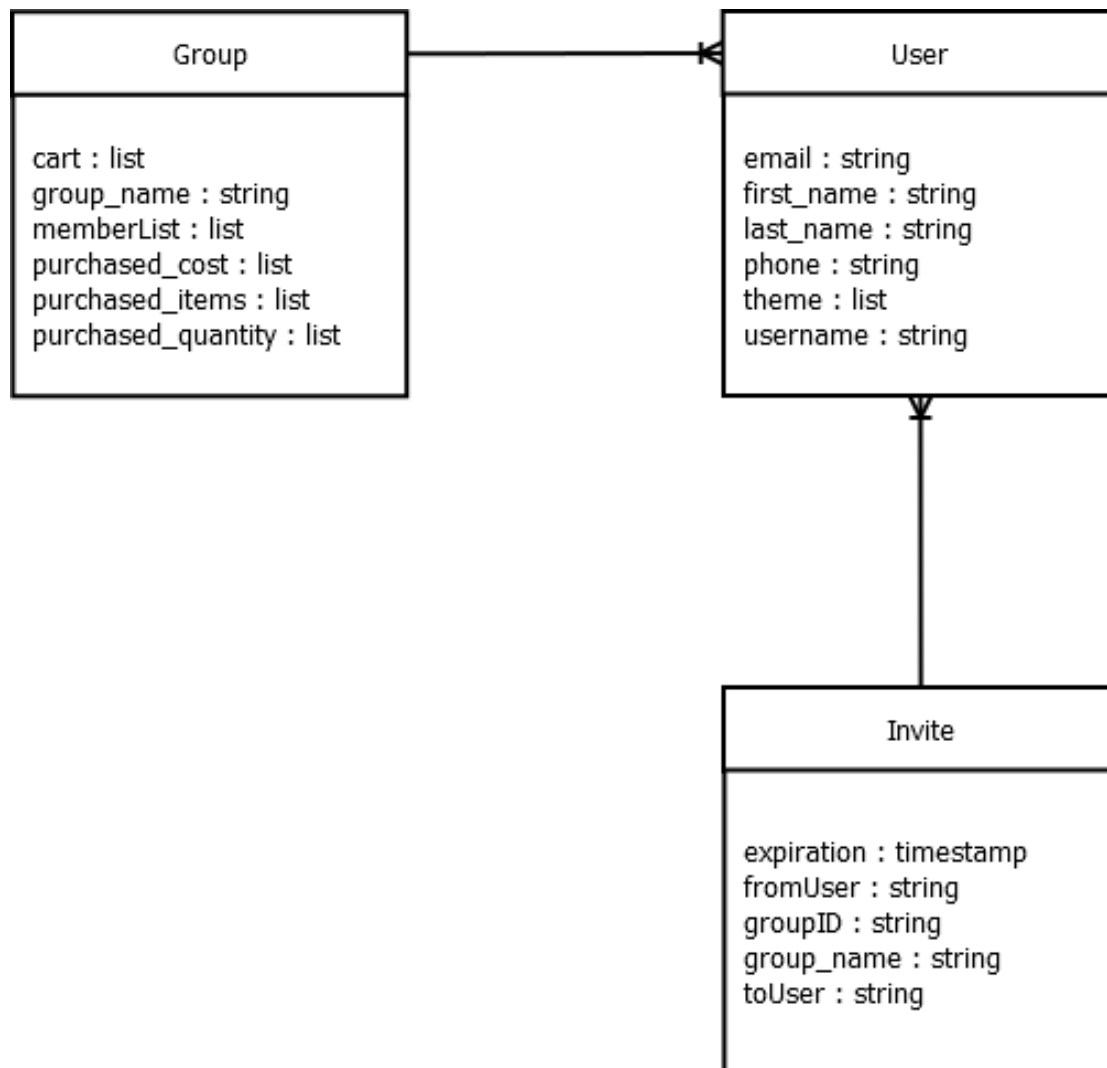 Group
cart : list
group_name : string
memberList : list
purchased_cost : list
purchased_items : list
purchased_quantity : list
User
email : string
first_name : string
last_name : string
phone : string
theme : list
username : string
Invite
expiration : timestamp
fromUser : string
groupID : string
group_name : string
toUser : string